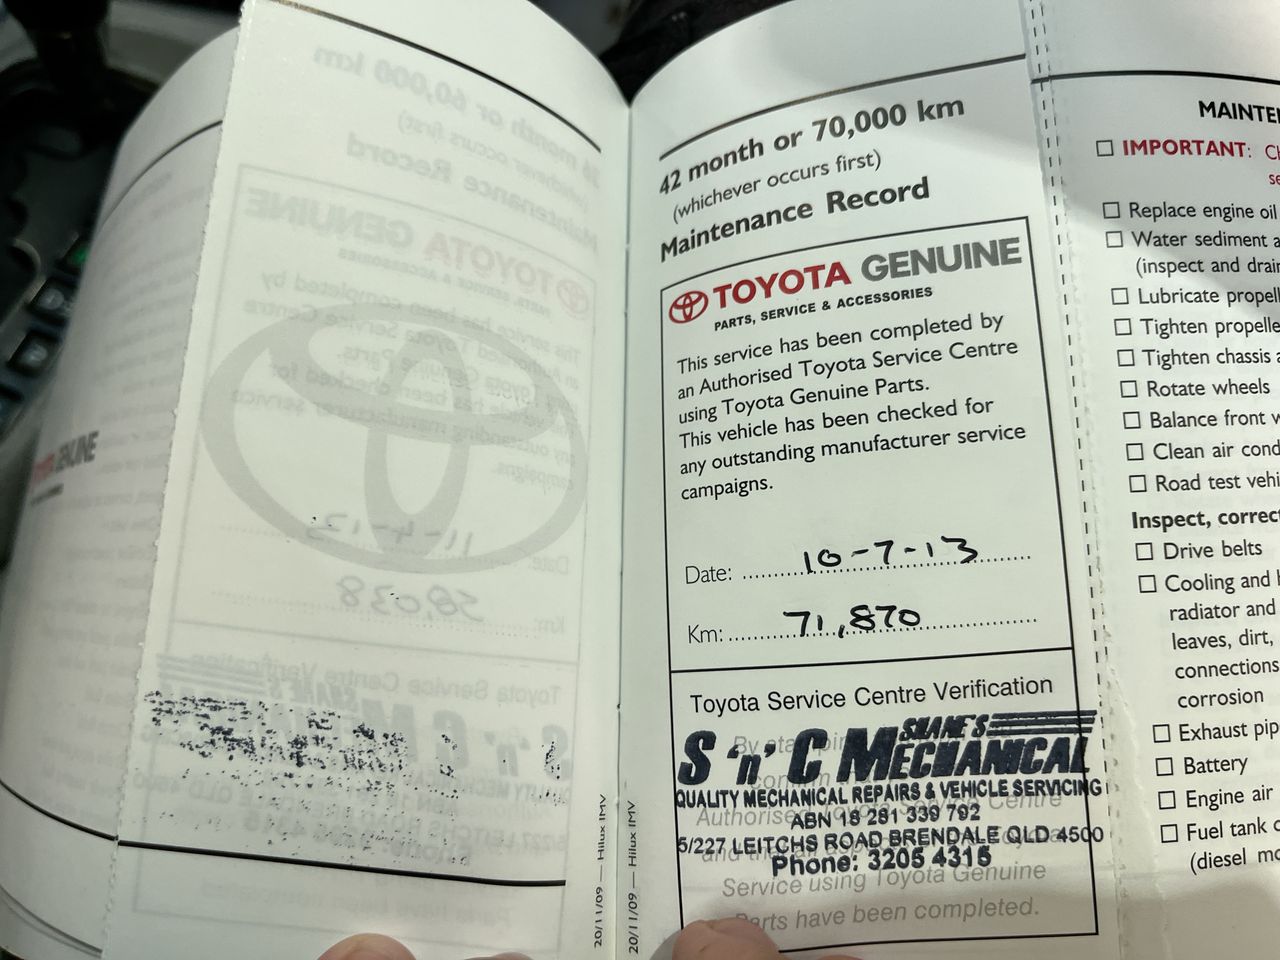 TOYOTA GENUINE
42 month or 70,000 km
(whichever occurs first)
Maintenance Record
TOYOTA GENUINE
PARTS, SERVICE & ACCESSORIES
This service has been completed by
an Authorised Toyota Service Centre
using Toyota Genuine Parts.
This vehicle has been checked for
any outstanding manufacturer service
campaigns.
Date: 10-7-13
Km: 71,870
Toyota Service Centre Verification
SHANE'S
S 'n' C MECHANICAL
QUALITY MECHANICAL REPAIRS & VEHICLE SERVICING
ABN 18 281 339 792
5/227 LEITCHS ROAD BRENDALE QLD 4500
Phone: 3205 4315
Service using Toyota Genuine
Parts have been completed.
20/11/09 — Hilux IMV
20/11/09 — Hilux IMV
MAINTE
IMPORTANT:
Replace engine oil
Water sediment
(inspect and drai
Lubricate propel
Tighten propelle
Tighten chassis
Rotate wheels
Balance front
Clean air cond
Road test vehi
Inspect, correct
Drive belts
Cooling and
radiator and
leaves, dirt,
connections
corrosion
Exhaust pip
Battery
Engine air
Fuel tank
(diesel mo